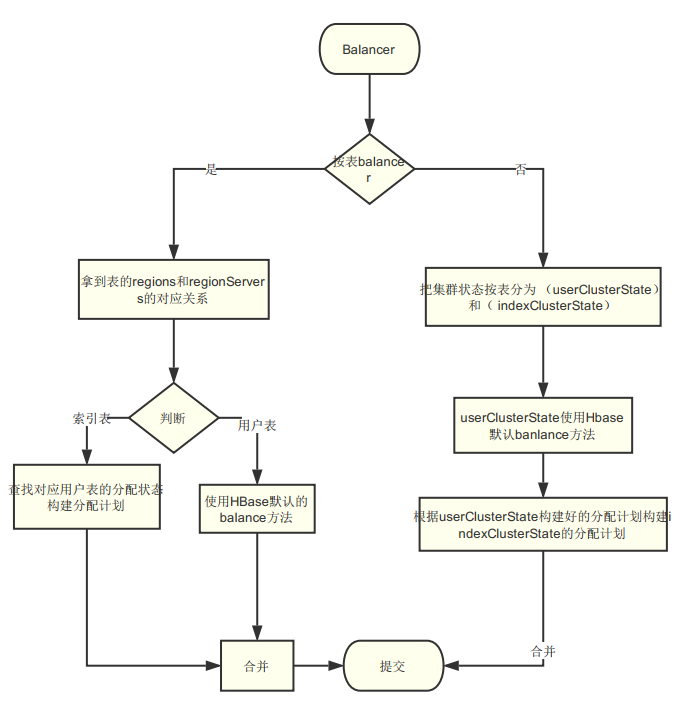 Balancer
按表balance
r
是
否
拿到表的regions和regionServer
s的对应关系
把集群状态按表分为 （userClusterState）
和（ indexClusterState）
判断
索引表
用户表
userClusterState使用Hbase
默认banlance方法
查找对应用户表的分配状态
构建分配计划
使用HBase默认的
balance方法
根据userClusterState构建好的分配计划构建i
ndexClusterState的分配计划
合并
合并
提交